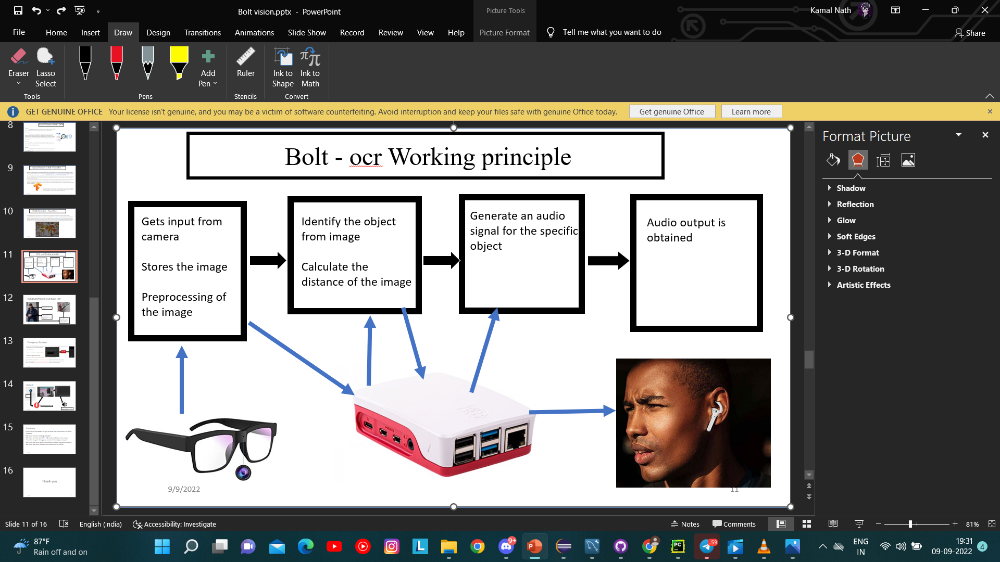 Bolt vision.pptx - PowerPoint
Picture Tools
Kamal Nath
File Home Insert Draw Design Transitions Animations Slide Show Record Review View Help Picture Format Tell me what you want to do Share
Eraser
Lasso
Select
Tools
Add
Pen
Pens
Ruler
Stencils
Ink to
Shape
Ink to
Math
Convert
GET GENUINE OFFICE Your license isn't genuine, and you may be a victim of software counterfeiting. Avoid interruption and keep your files safe with genuine Office today. Get genuine Office Learn more
8
9
10
11
12
13
14
15
16
Summary
Thank you
Bolt - ocr Working principle
Gets input from
camera
Stores the image
Preprocessing of
the image
Identify the object
from image
Calculate the
distance of the image
Generate an audio
signal for the specific
object
Audio output is
obtained
9/9/2022
11
Format Picture
Shadow
Reflection
Glow
Soft Edges
3-D Format
3-D Rotation
Artistic Effects
Slide 11 of 16 English (India) Accessibility: Investigate Notes Comments 81%
87°F
Rain off and on
9+
PC
..59
ENG
IN
19:31
09-09-2022
4